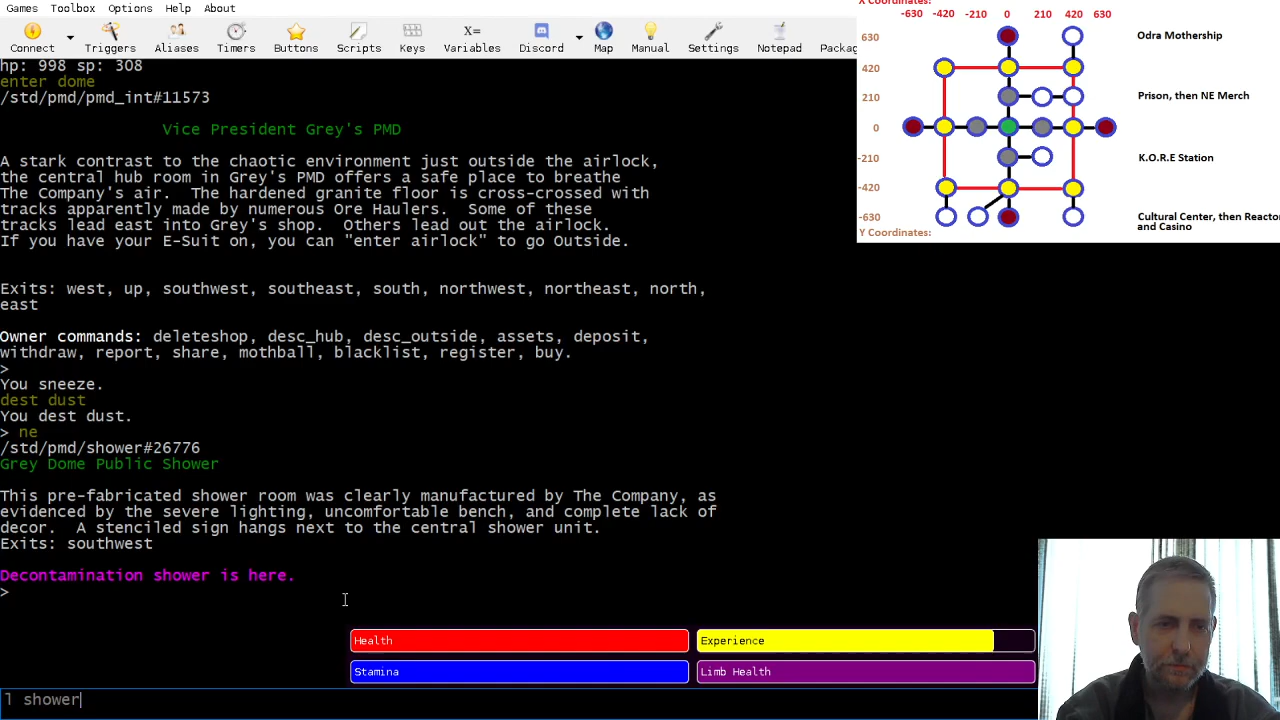 Games Toolbox Options Help About
Connect Triggers Aliases Timers Buttons Scripts Keys Variables Discord Map Manual Settings Notepad Packag
hp: 998 sp: 308
enter dome
/std/pmd/pmd_int#11573
Vice President Grey's PMD
A stark contrast to the chaotic environment just outside the airlock,
the central hub room in Grey's PMD offers a safe place to breathe
The Company's air. The hardened granite floor is cross-crossed with
tracks apparently made by numerous Ore Haulers. Some of these
tracks lead east into Grey's shop. Others lead out the airlock.
If you have your E-Suit on, you can "enter airlock" to go Outside.
Exits: west, up, southwest, southeast, south, northwest, northeast, north,
east
Owner commands: deleteshop, desc_hub, desc_outside, assets, deposit,
withdraw, report, share, mothball, blacklist, register, buy.
>
You sneeze.
dest dust
You dest dust.
> ne
/std/pmd/shower#26776
Grey Dome Public Shower
This pre-fabricated shower room was clearly manufactured by The Company, as
evidenced by the severe lighting, uncomfortable bench, and complete lack of
decor. A stenciled sign hangs next to the central shower unit.
Exits: southwest
Decontamination shower is here.
>
Health Experience
Stamina Limb Health
l shower
X Coordinates:
-630 -420 -210 0 210 420 630
630 Odra Mothership
420
210 Prison, then NE Merch
0
-210 K.O.R.E Station
-420
-630 Cultural Center, then Reactor
and Casino
Y Coordinates: